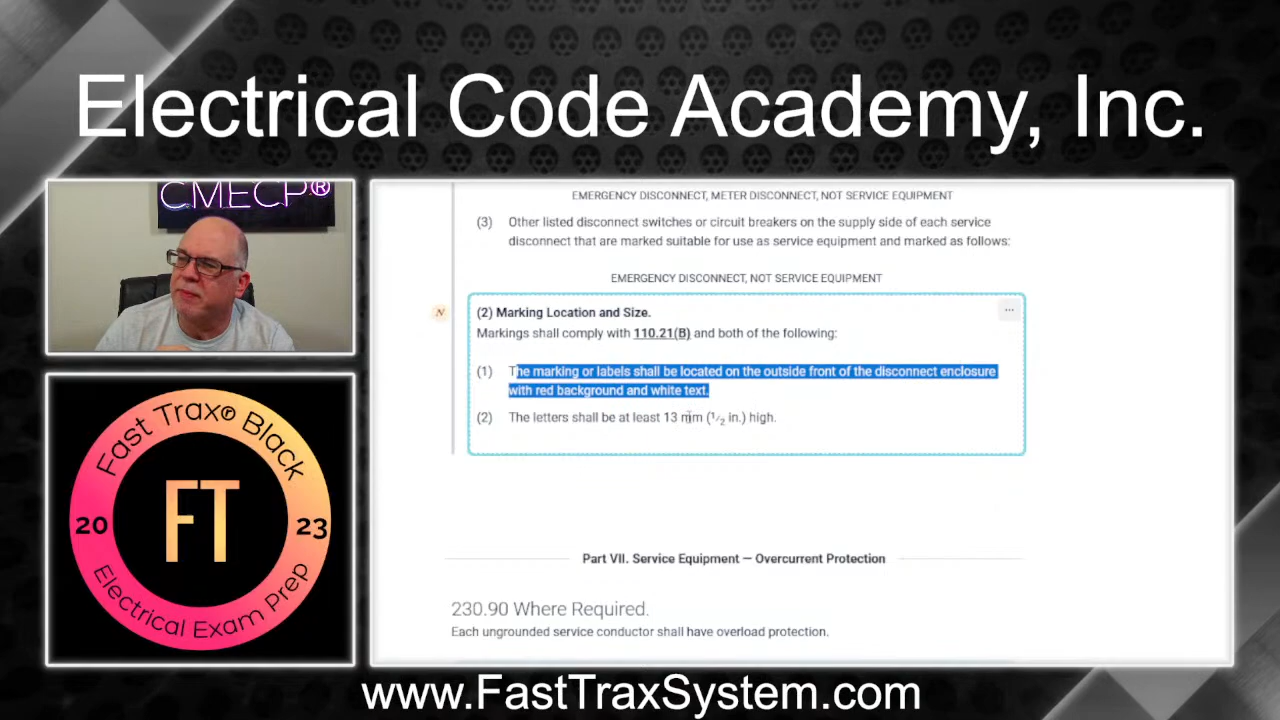 Electrical Code Academy, Inc.
CMECP®
EMERGENCY DISCONNECT, METER DISCONNECT, NOT SERVICE EQUIPMENT
(3) Other listed disconnect switches or circuit breakers on the supply side of each service
disconnect that are marked suitable for use as service equipment and marked as follows:
EMERGENCY DISCONNECT, NOT SERVICE EQUIPMENT
N (2) Marking Location and Size.
Markings shall comply with 110.21(B) and both of the following:
(1) The marking or labels shall be located on the outside front of the disconnect enclosure
with red background and white text.
(2) The letters shall be at least 13 mm (1/2 in.) high.
Part VII. Service Equipment — Overcurrent Protection
230.90 Where Required.
Each ungrounded service conductor shall have overload protection.
Fast Trax® Black
FT
20 23
Electrical Exam Prep
www.FastTraxSystem.com